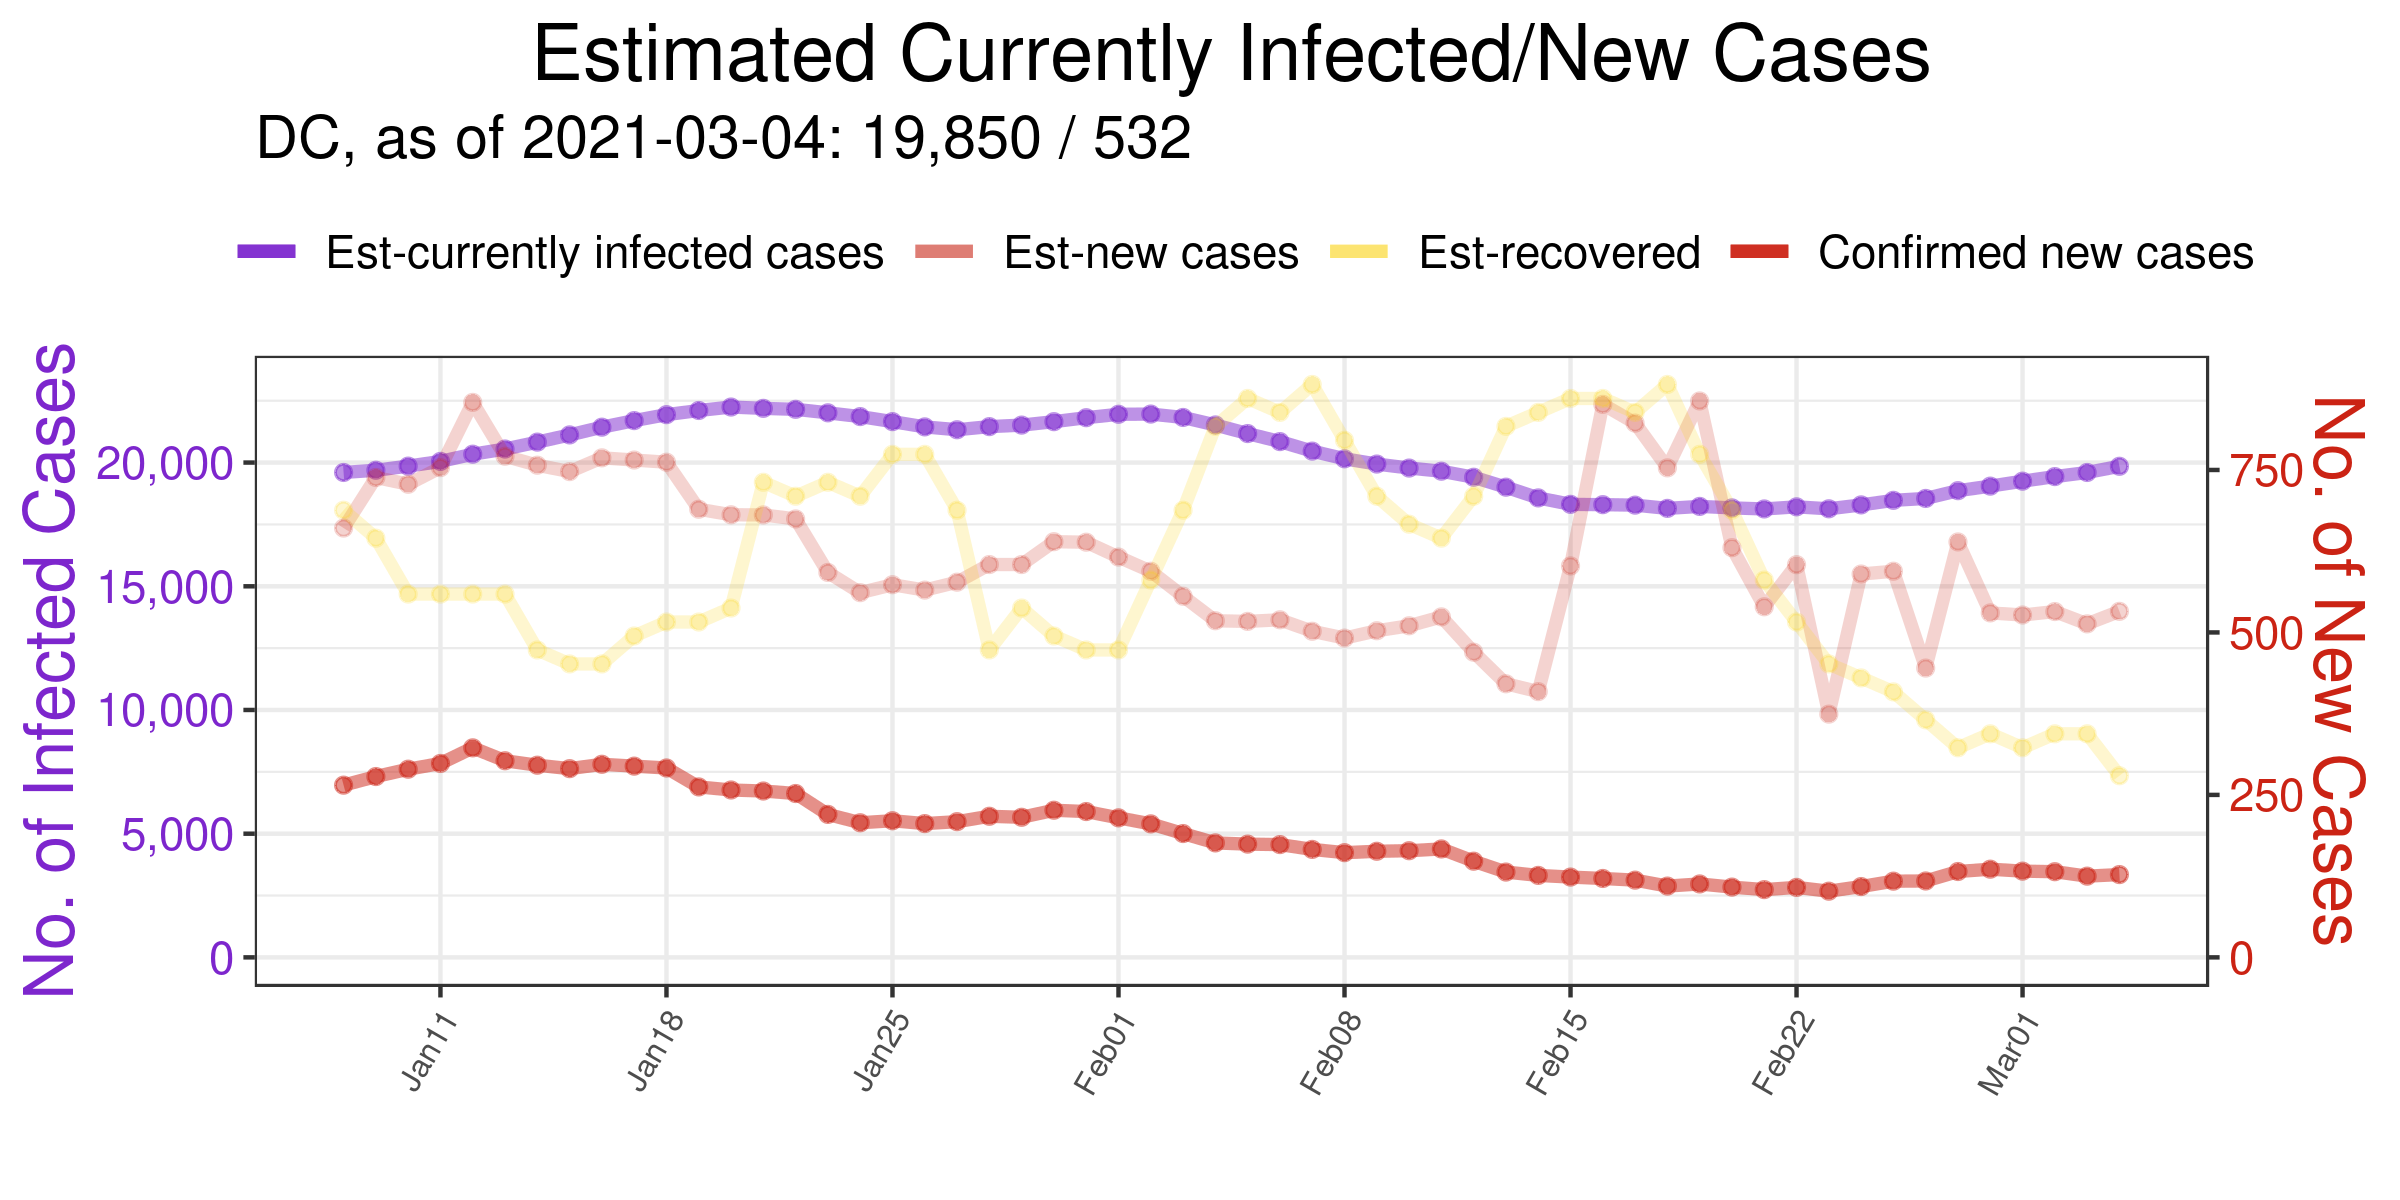 Estimated Currently Infected/New Cases
DC, as of 2021-03-04: 19,850 / 532
Est-currently infected cases
Est-new cases
Est-recovered
Confirmed new cases
No. of Infected Cases
20,000
15,000
10,000
5,000
0
750
500
250
0
No. of New Cases
Jan11
Jan18
Jan25
Feb01
Feb08
Feb15
Feb22
Mar01